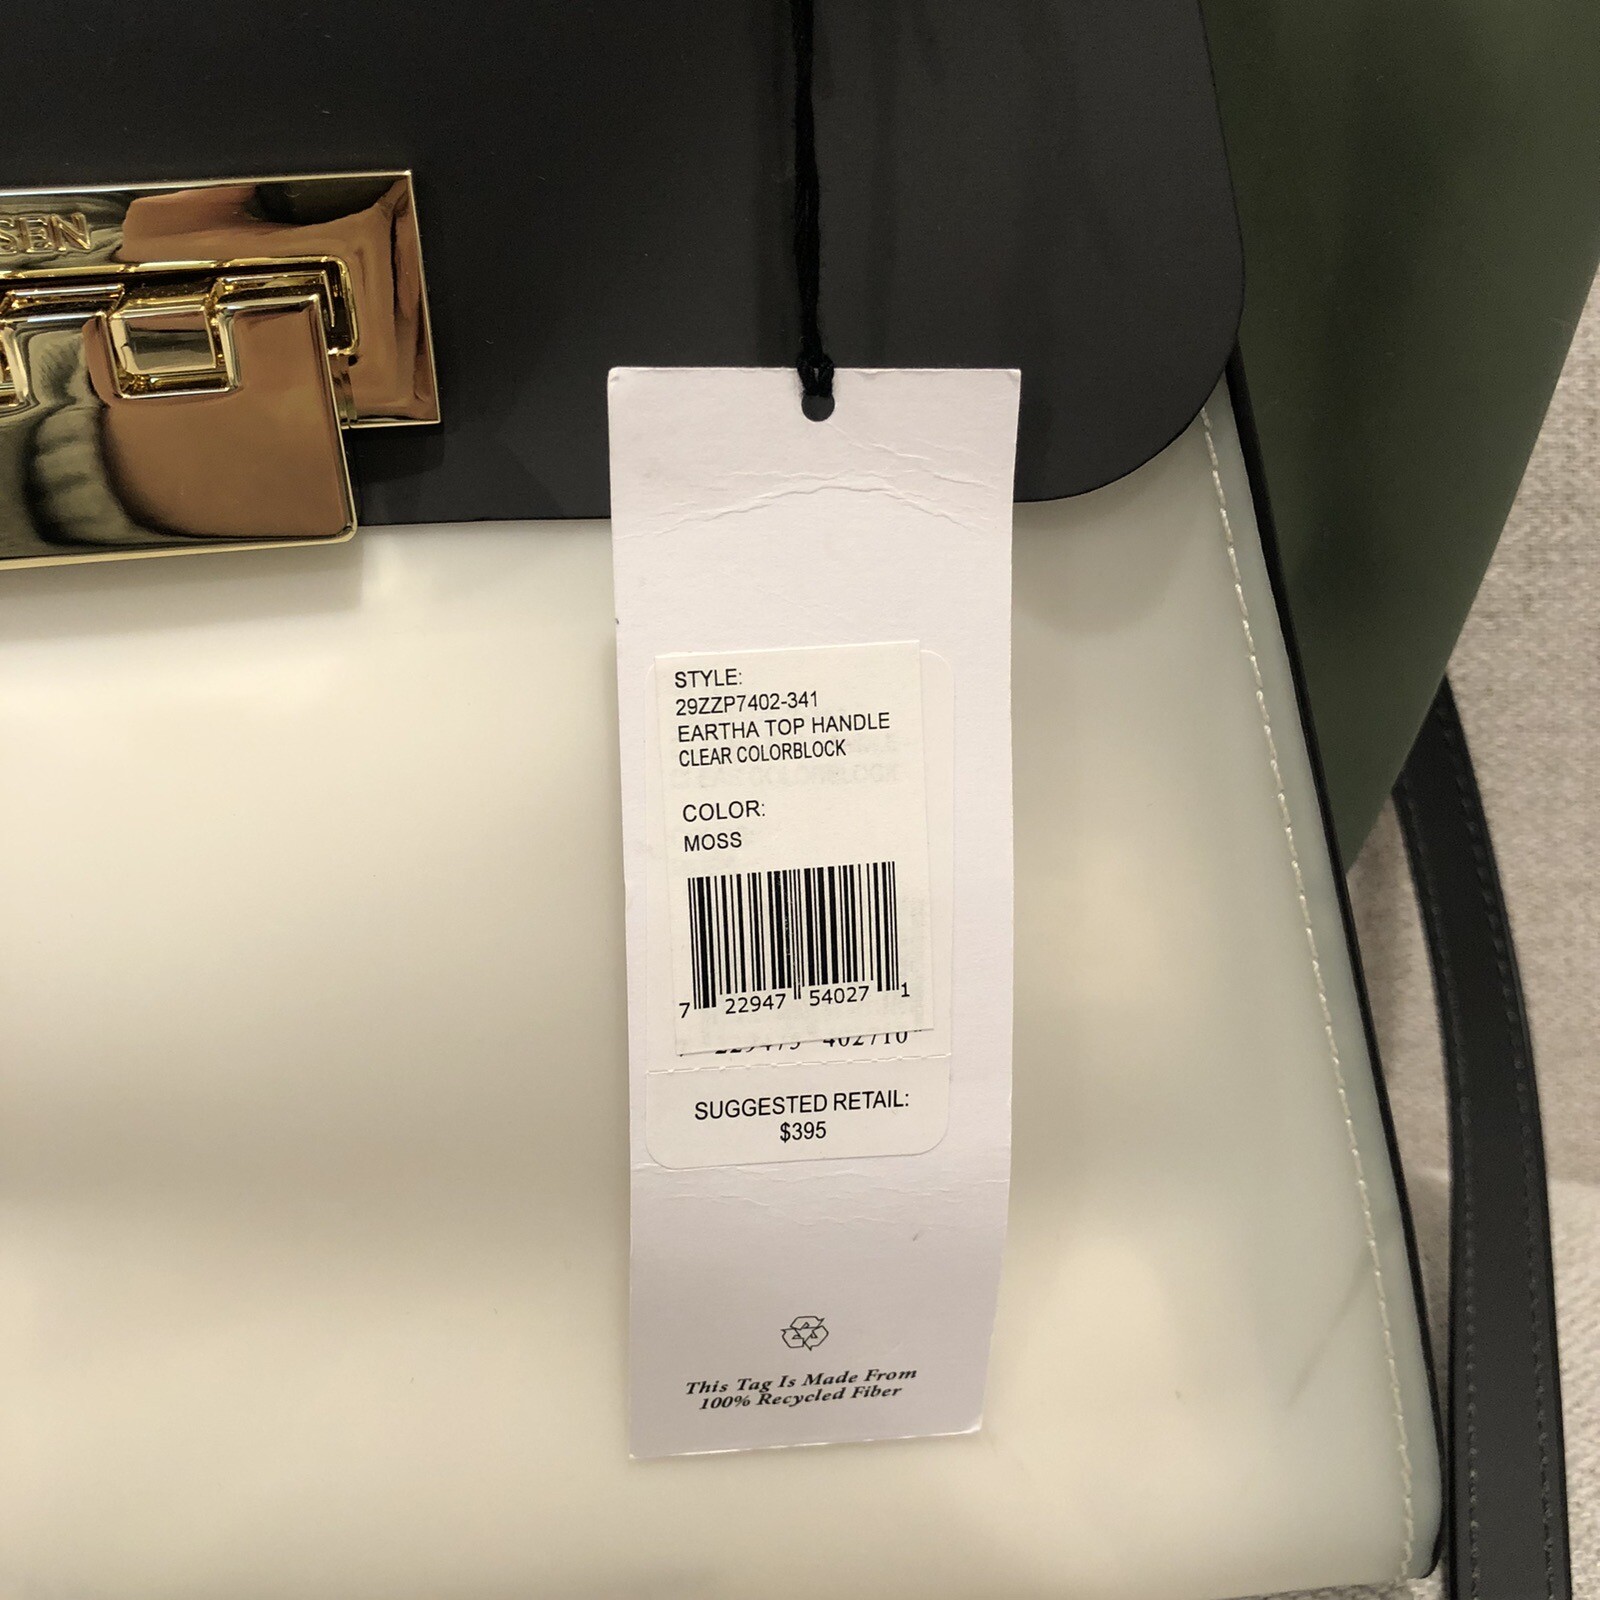 SEN
STYLE:
29ZZP7402-341
EARTHA TOP HANDLE
CLEAR COLORBLOCK
COLOR:
MOSS
7 22947 54027 1
SUGGESTED RETAIL:
$395
This Tag Is Made From
100% Recycled Fiber